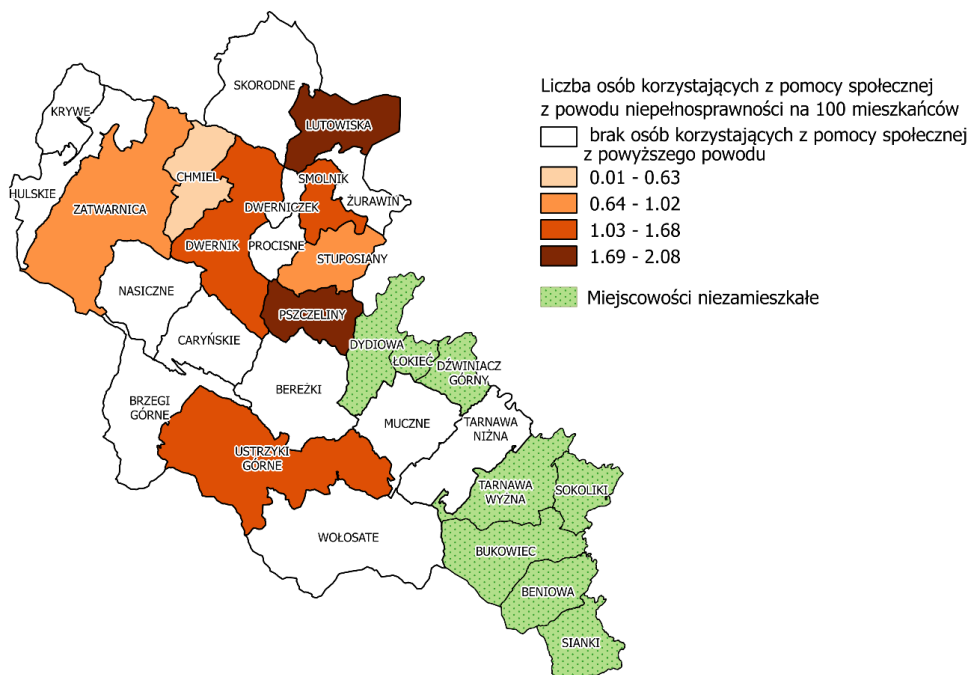 Liczba osób korzystających z pomocy społecznej
z powodu niepełnosprawności na 100 mieszkańców
brak osób korzystających z pomocy społecznej
z powyższego powodu
0.01 - 0.63
0.64 - 1.02
1.03 - 1.68
1.69 - 2.08
Miejscowości niezamieszkałe
SKORODNE
KRYWE
LUTOWISKA
HULSKIE
CHMIEL
SMOLNIK
ZATWARNICA
DWERNICZEK
ŻURAWIN
DWERNIK
PROCISNE
STUPOSIANY
NASICZNE
PSZCZELINY
CARYŃSKIE
DYDIOWA
ŁOKIEĆ
DŹWINIACZ
GÓRNY
BEREŻKI
BRZEGI
GÓRNE
MUCZNE
TARNAWA
NIŻNA
USTRZYKI
GÓRNE
TARNAWA
WYŻNA
SOKOLIKI
WOŁOSATE
BUKOWIEC
BENIOWA
SIANKI